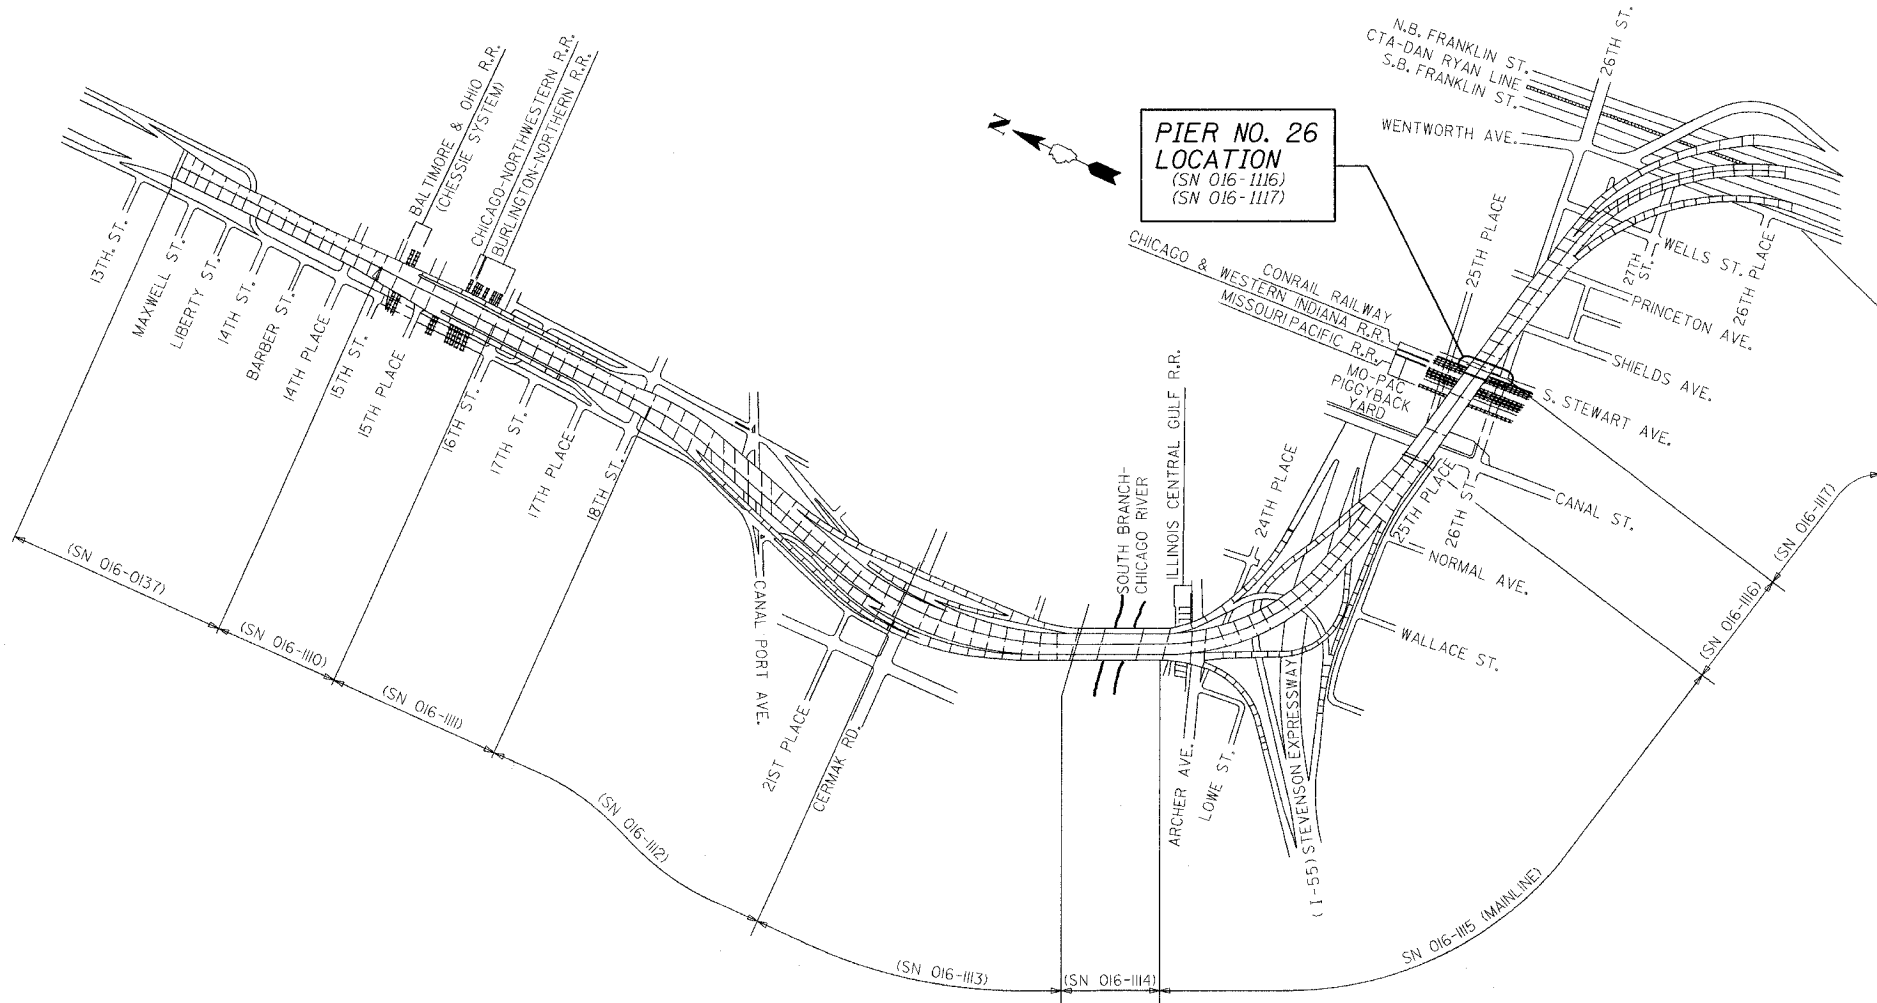 26TH ST.
N.B. FRANKLIN ST.
CTA-DAN RYAN LINE
S.B. FRANKLIN ST.
WENTWORTH AVE.
BALTIMORE & OHIO R.R.
(CHESSIE SYSTEM)
CHICAGO-NORTHWESTERN R.R.
BURLINGTON-NORTHERN R.R.
N
PIER NO. 26
LOCATION
(SN 016-1116)
(SN 016-1117)
13TH. ST.
MAXWELL ST.
LIBERTY ST.
14TH ST.
BARBER ST.
14TH PLACE
15TH ST.
15TH PLACE
16TH ST.
17TH ST.
17TH PLACE
18TH ST.
25TH PLACE
WELLS ST.
27TH ST.
26TH PLACE
PRINCETON AVE.
SHIELDS AVE.
S. STEWART AVE.
CONRAIL RAILWAY
CHICAGO & WESTERN INDIANA R.R.
MISSOURI PACIFIC R.R.
MO-PAC
PIGGYBACK
YARD
24TH PLACE
25TH PLACE
26TH ST.
CANAL ST.
NORMAL AVE.
WALLACE ST.
SOUTH BRANCH-
CHICAGO RIVER
ILLINOIS CENTRAL GULF R.R.
CANAL PORT AVE.
21ST PLACE
CERMAK RD.
ARCHER AVE.
LOWE ST.
(I-55) STEVENSON EXPRESSWAY
(SN 016-0137)
(SN 016-1110)
(SN 016-1111)
(SN 016-1112)
(SN 016-1113)
(SN 016-1114)
SN 016-1115 (MAINLINE)
(SN 016-1116)
(SN 016-1117)